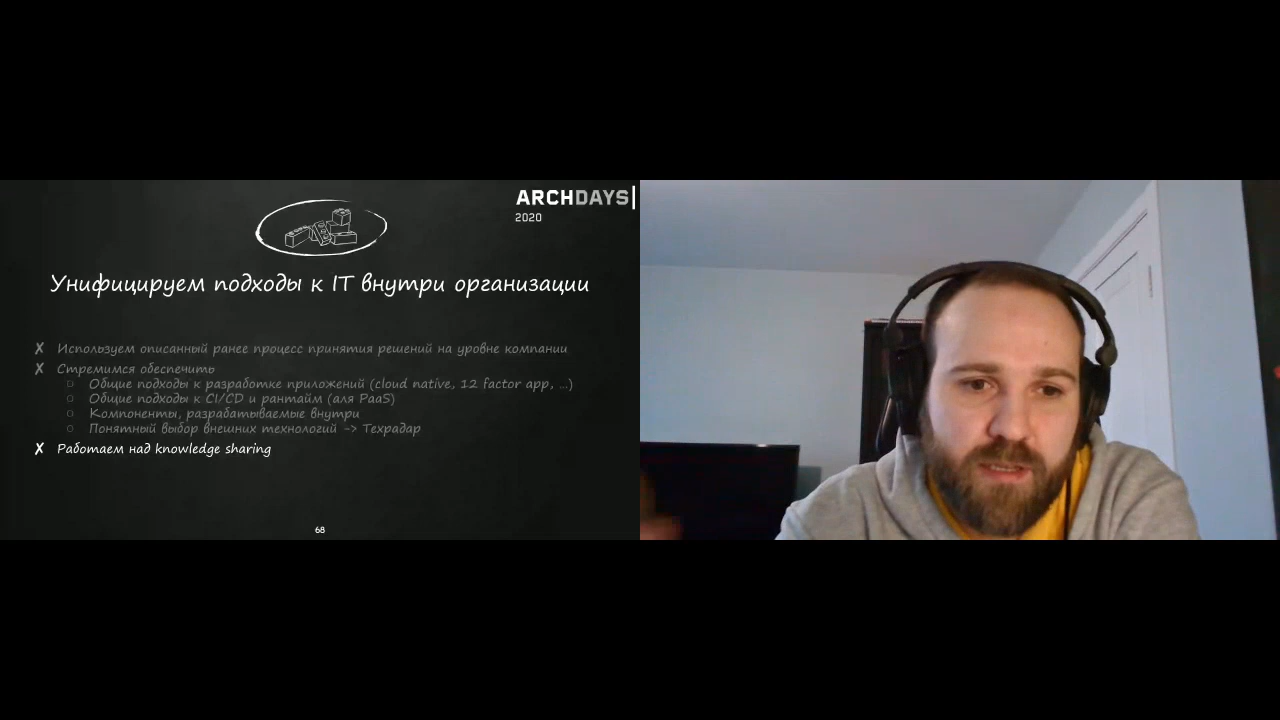 ARCHDAYS
2020
Унифицируем подходы к IT внутри организации
✗ Используем описанный ранее процесс принятия решений на уровне компании
✗ Стремимся обеспечить
▫ Общие подходы к разработке приложений (cloud native, 12 factor app, ...)
▫ Общие подходы к CI/CD и рантайм (аля PaaS)
▫ Компоненты, разрабатываемые внутри
▫ Понятный выбор внешних технологий -> Техрадар
✗ Работаем над knowledge sharing
68